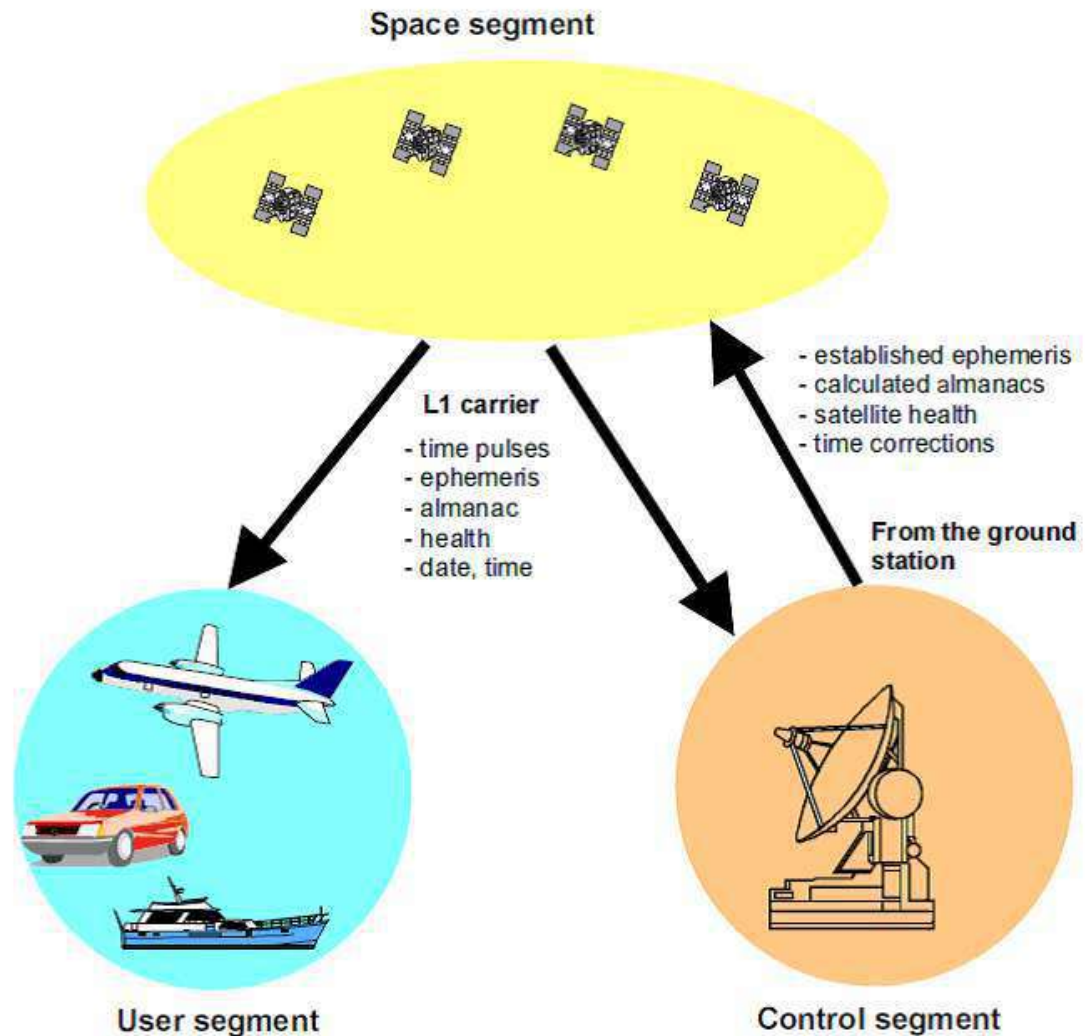 Space segment
L1 carrier
- time pulses
- ephemeris
- almanac
- health
- date, time
- established ephemeris
- calculated almanacs
- satellite health
- time corrections
From the ground
station
User segment
Control segment